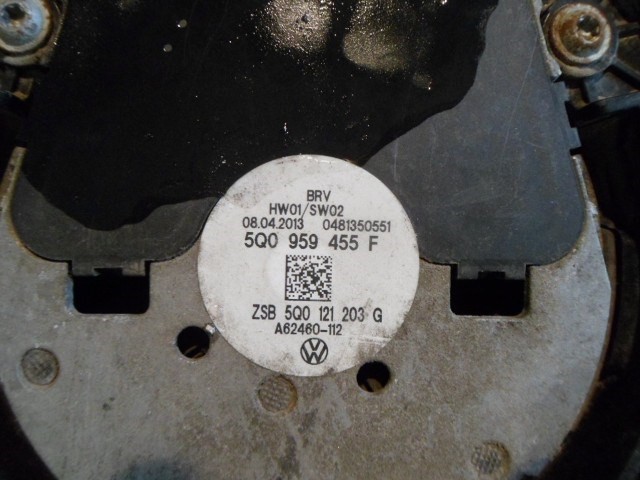 BRV
HW01/SW02
08.04.2013 0481350551
5Q0 959 455 F
ZSB 5Q0 121 203 G
A62460-112